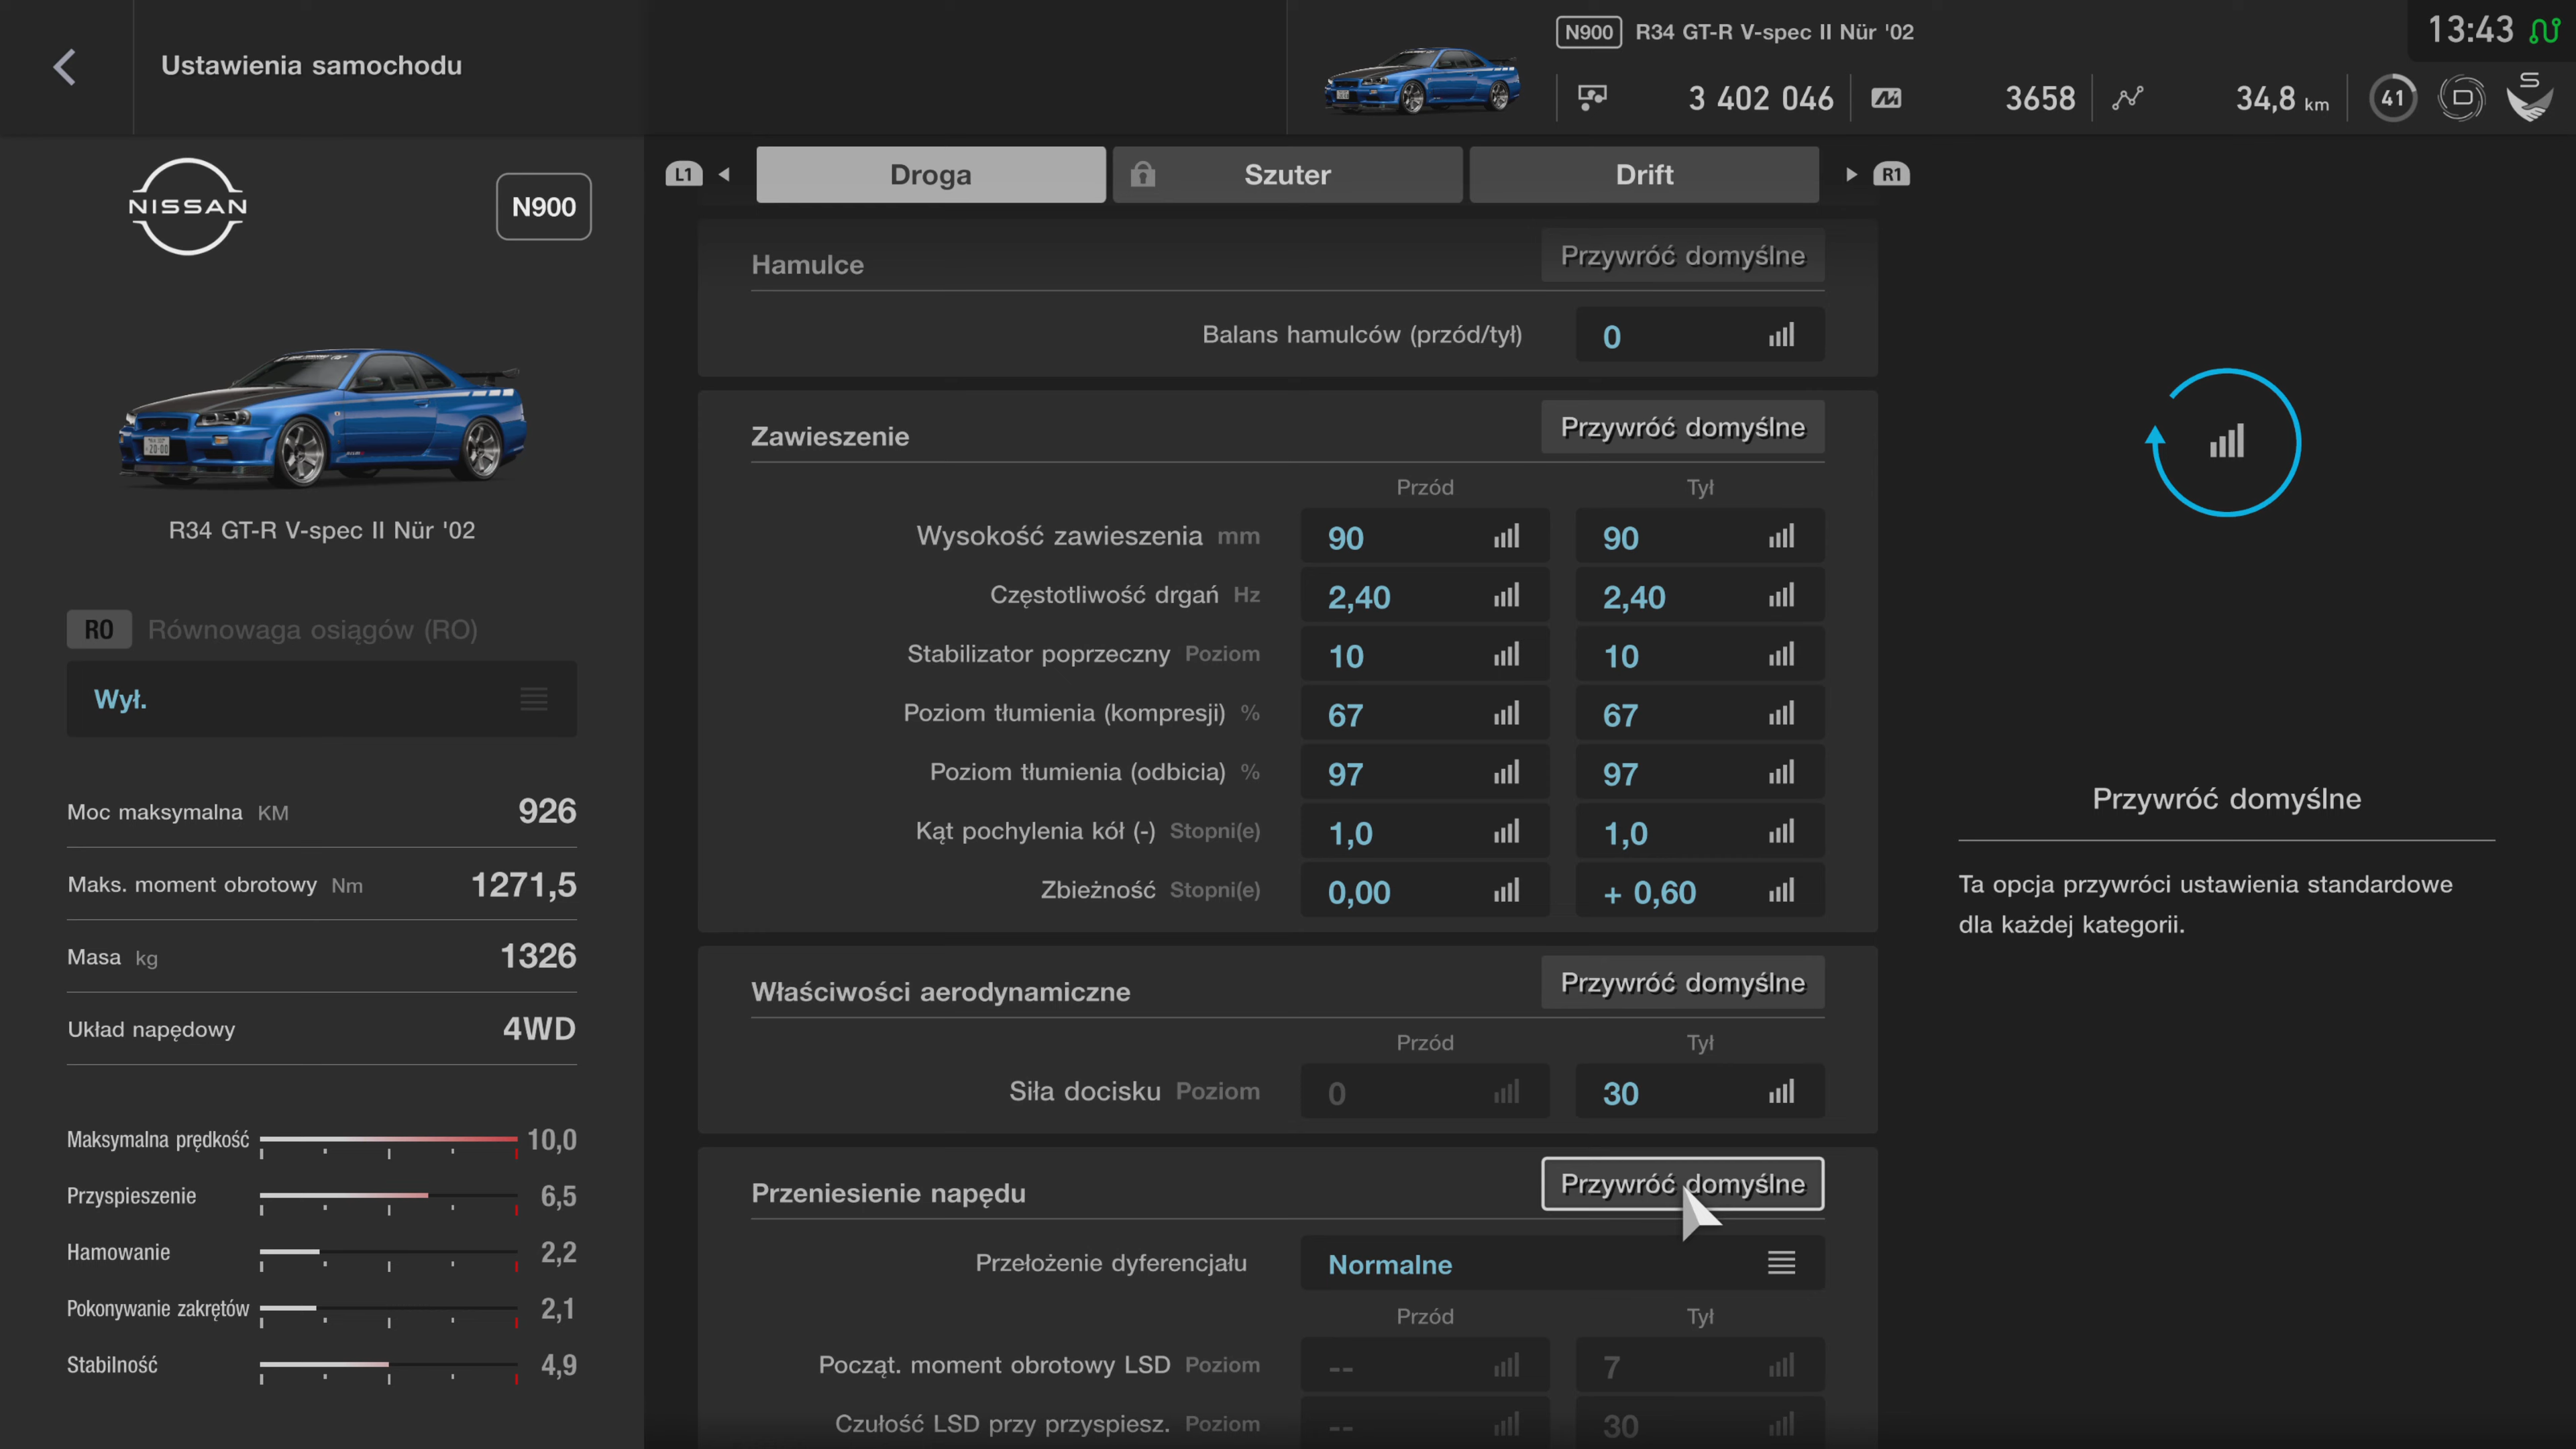 Ustawienia samochodu
N900 R34 GT-R V-spec II Nür '02
3 402 046 3658 34,8 km 41 D S
13:43
NISSAN
N900
R34 GT-R V-spec II Nür '02
RO Równowaga osiągów (RO)
Wył.
Moc maksymalna KM 926
Maks. moment obrotowy Nm 1271,5
Masa kg 1326
Układ napędowy 4WD
Maksymalna prędkość 10,0
Przyspieszenie 6,5
Hamowanie 2,2
Pokonywanie zakrętów 2,1
Stabilność 4,9
L1 Droga Szuter Drift R1
Hamulce Przywróć domyślne
Balans hamulców (przód/tył) 0
Zawieszenie Przywróć domyślne
Przód Tył
Wysokość zawieszenia mm 90 90
Częstotliwość drgań Hz 2,40 2,40
Stabilizator poprzeczny Poziom 10 10
Poziom tłumienia (kompresji) % 67 67
Poziom tłumienia (odbicia) % 97 97
Kąt pochylenia kół (-) Stopni(e) 1,0 1,0
Zbieżność Stopni(e) 0,00 + 0,60
Właściwości aerodynamiczne Przywróć domyślne
Przód Tył
Siła docisku Poziom 0 30
Przeniesienie napędu Przywróć domyślne
Przełożenie dyferencjału Normalne
Przód Tył
Począt. moment obrotowy LSD Poziom -- 7
Czułość LSD przy przyspiesz. Poziom -- 30
Przywróć domyślne
Ta opcja przywróci ustawienia standardowe
dla każdej kategorii.